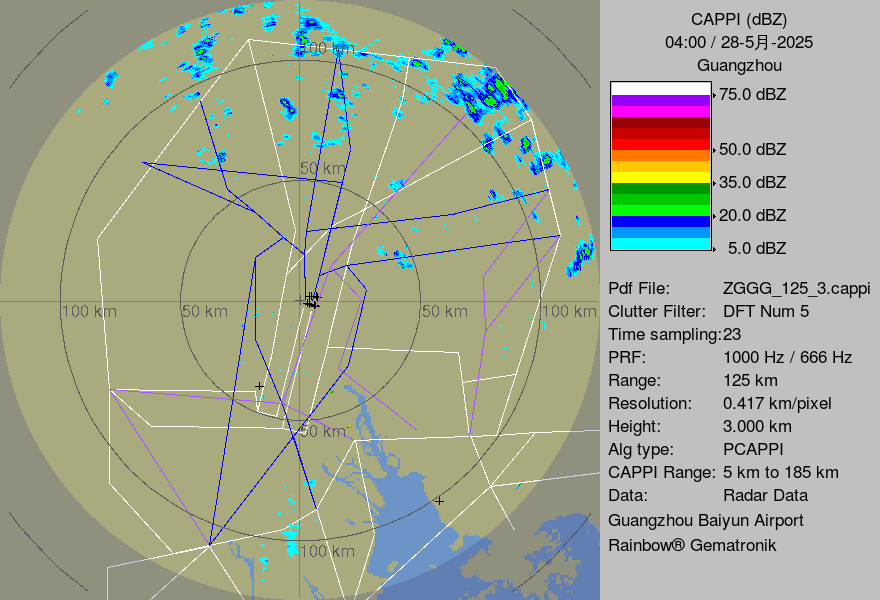 CAPPI (dBZ)
04:00 / 28-5月-2025
Guangzhou
75.0 dBZ
50.0 dBZ
35.0 dBZ
20.0 dBZ
5.0 dBZ
Pdf File: ZGGG_125_3.cappi
Clutter Filter: DFT Num 5
Time sampling:23
PRF: 1000 Hz / 666 Hz
Range: 125 km
Resolution: 0.417 km/pixel
Height: 3.000 km
Alg type: PCAPPI
CAPPI Range: 5 km to 185 km
Data: Radar Data
Guangzhou Baiyun Airport
Rainbow® Gematronik
100 km
50 km
100 km
50 km
50 km
100 km
50 km
100 km